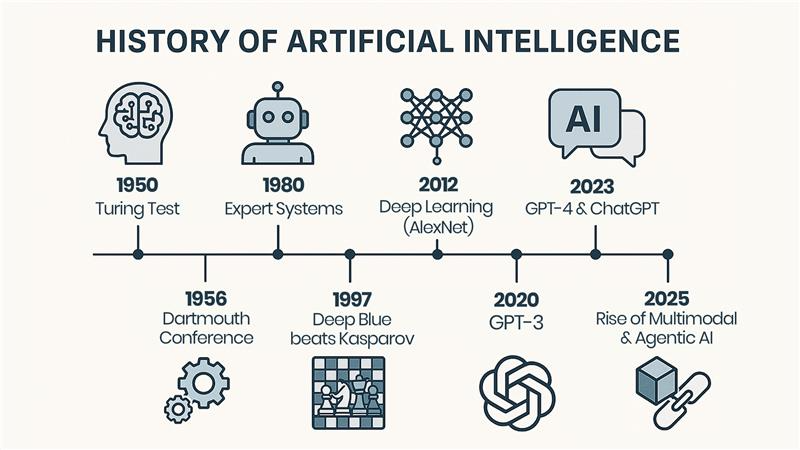 HISTORY OF ARTIFICIAL INTELLIGENCE
AI
1950
Turing Test
1980
Expert Systems
2012
Deep Learning
(AlexNet)
2023
GPT-4 & ChatGPT
1956
Dartmouth
Conference
1997
Deep Blue
beats Kasparov
2020
GPT-3
2025
Rise of Multimodal
& Agentic AI